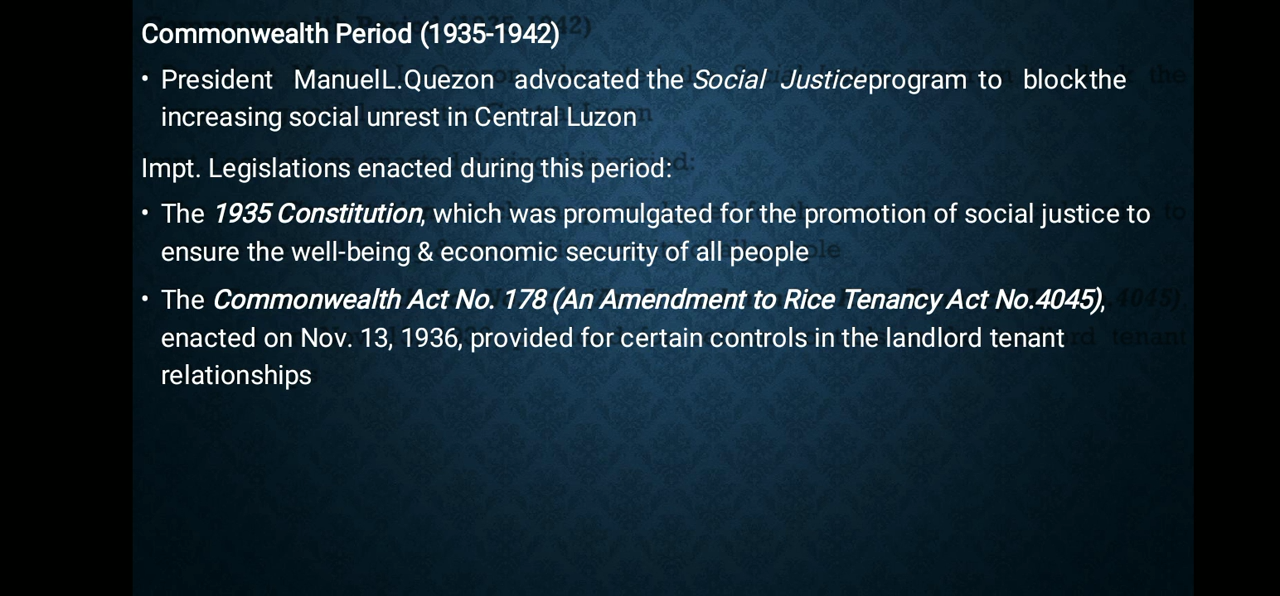 Commonwealth Period (1935-1942)
• President ManuelL.Quezon advocated the Social Justiceprogram to blockthe
increasing social unrest in Central Luzon
Impt. Legislations enacted during this period:
• The 1935 Constitution, which was promulgated for the promotion of social justice to
ensure the well-being & economic security of all people
• The Commonwealth Act No. 178 (An Amendment to Rice Tenancy Act No.4045),
enacted on Nov. 13, 1936, provided for certain controls in the landlord tenant
relationships